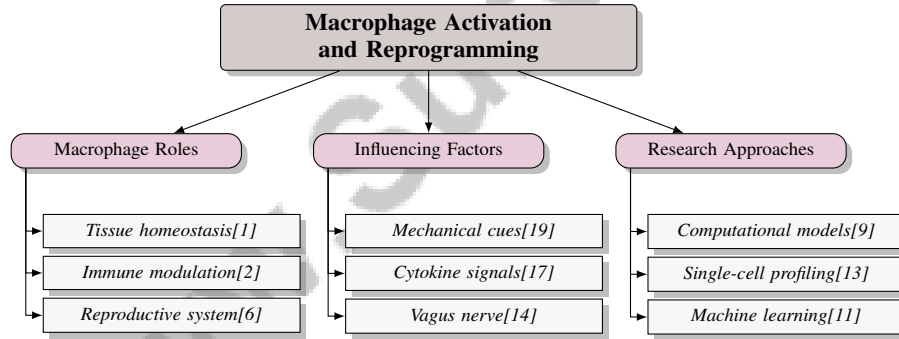 Macrophage Activation
and Reprogramming
Macrophage Roles
Influencing Factors
Research Approaches
Tissue homeostasis[1]
Mechanical cues[19]
Computational models[9]
Immune modulation[2]
Cytokine signals[17]
Single-cell profiling[13]
Reproductive system[6]
Vagus nerve[14]
Machine learning[11]